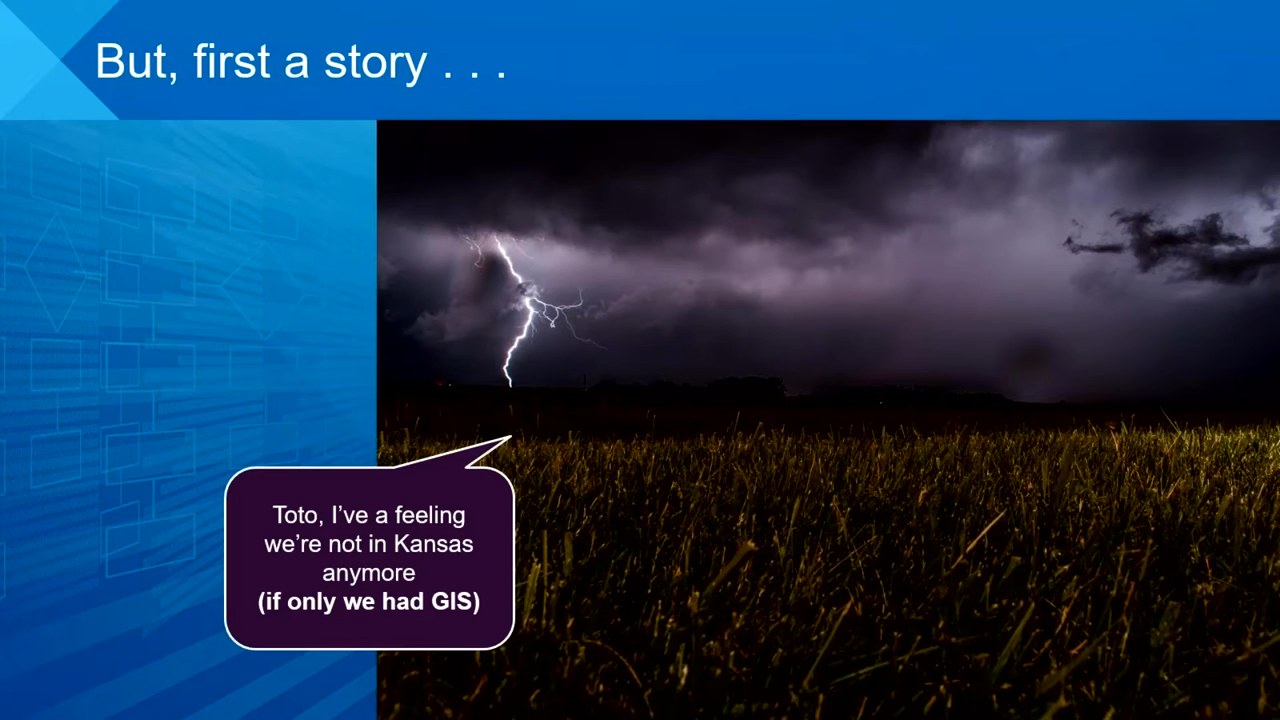 But, first a story . . .
Toto, I’ve a feeling
we’re not in Kansas
anymore
(if only we had GIS)